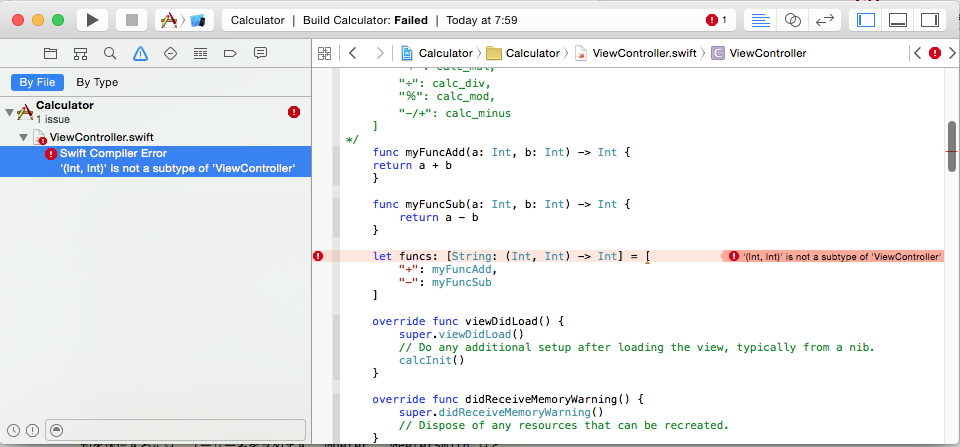 Calculator | Build Calculator: Failed | Today at 7:59
1
Calculator
Calculator
ViewController.swift
ViewController
By File
By Type
Calculator
1 issue
ViewController.swift
Swift Compiler Error
'(Int, Int)' is not a subtype of 'ViewController'
"÷": calc_div,
"%": calc_mod,
"-/+": calc_minus
]
*/
func myFuncAdd(a: Int, b: Int) -> Int {
return a + b
}
func myFuncSub(a: Int, b: Int) -> Int {
return a - b
}
let funcs: [String: (Int, Int) -> Int] = [
'(Int, Int)' is not a subtype of 'ViewController'
"+": myFuncAdd,
"-": myFuncSub
]
override func viewDidLoad() {
super.viewDidLoad()
// Do any additional setup after loading the view, typically from a nib.
calcInit()
}
override func didReceiveMemoryWarning() {
super.didReceiveMemoryWarning()
// Dispose of any resources that can be recreated.
}